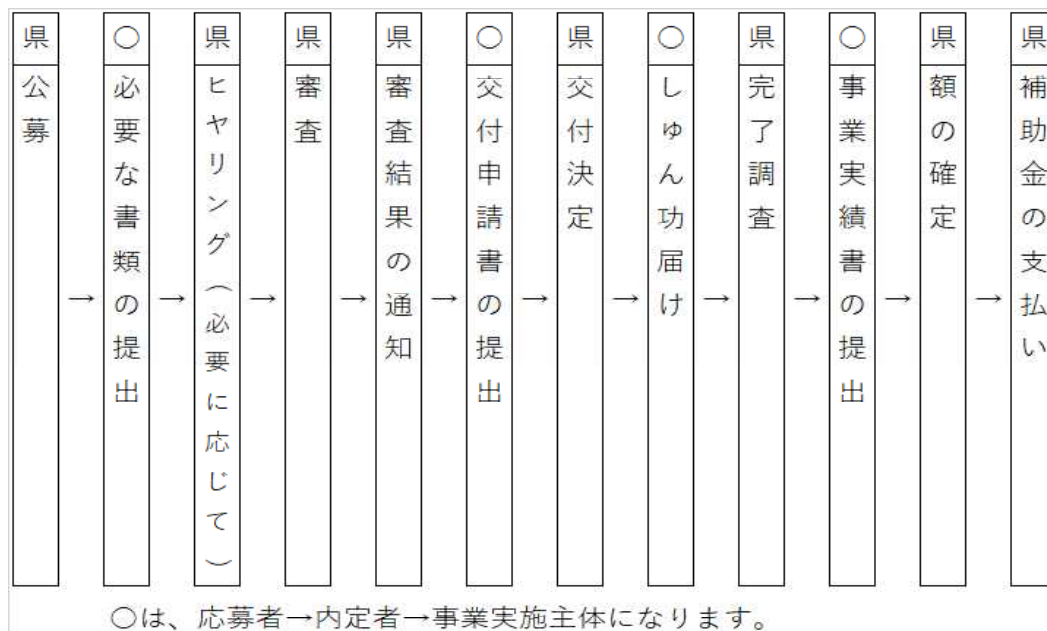 県
公募
→
○
必要な書類の提出
→
県
ヒヤリング（必要に応じて）
→
県
審査
→
県
審査結果の通知
→
○
交付申請書の提出
→
県
交付決定
→
○
しゅん功届け
→
県
完了調査
→
○
事業実績書の提出
→
県
額の確定
→
県
補助金の支払い
○は、応募者→内定者→事業実施主体になります。